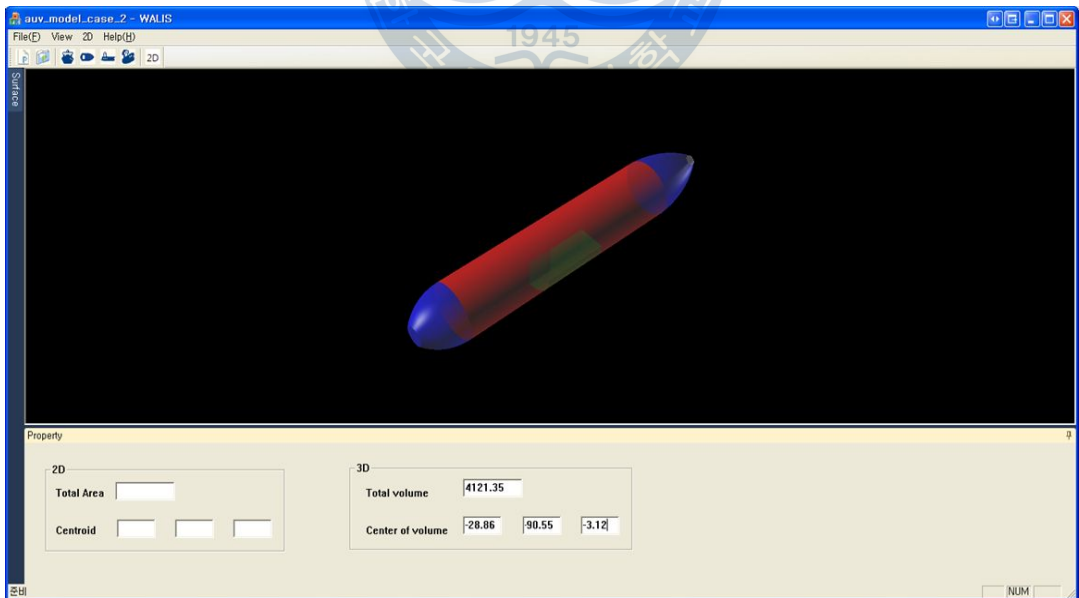 auv_model_case_2 - WALIS
File(F) View 2D Help(H)
1945
2D
Surface
Property
2D
Total Area
Centroid
3D
Total volume 4121.35
Center of volume -28.86 -90.55 -3.12
준비
NUM